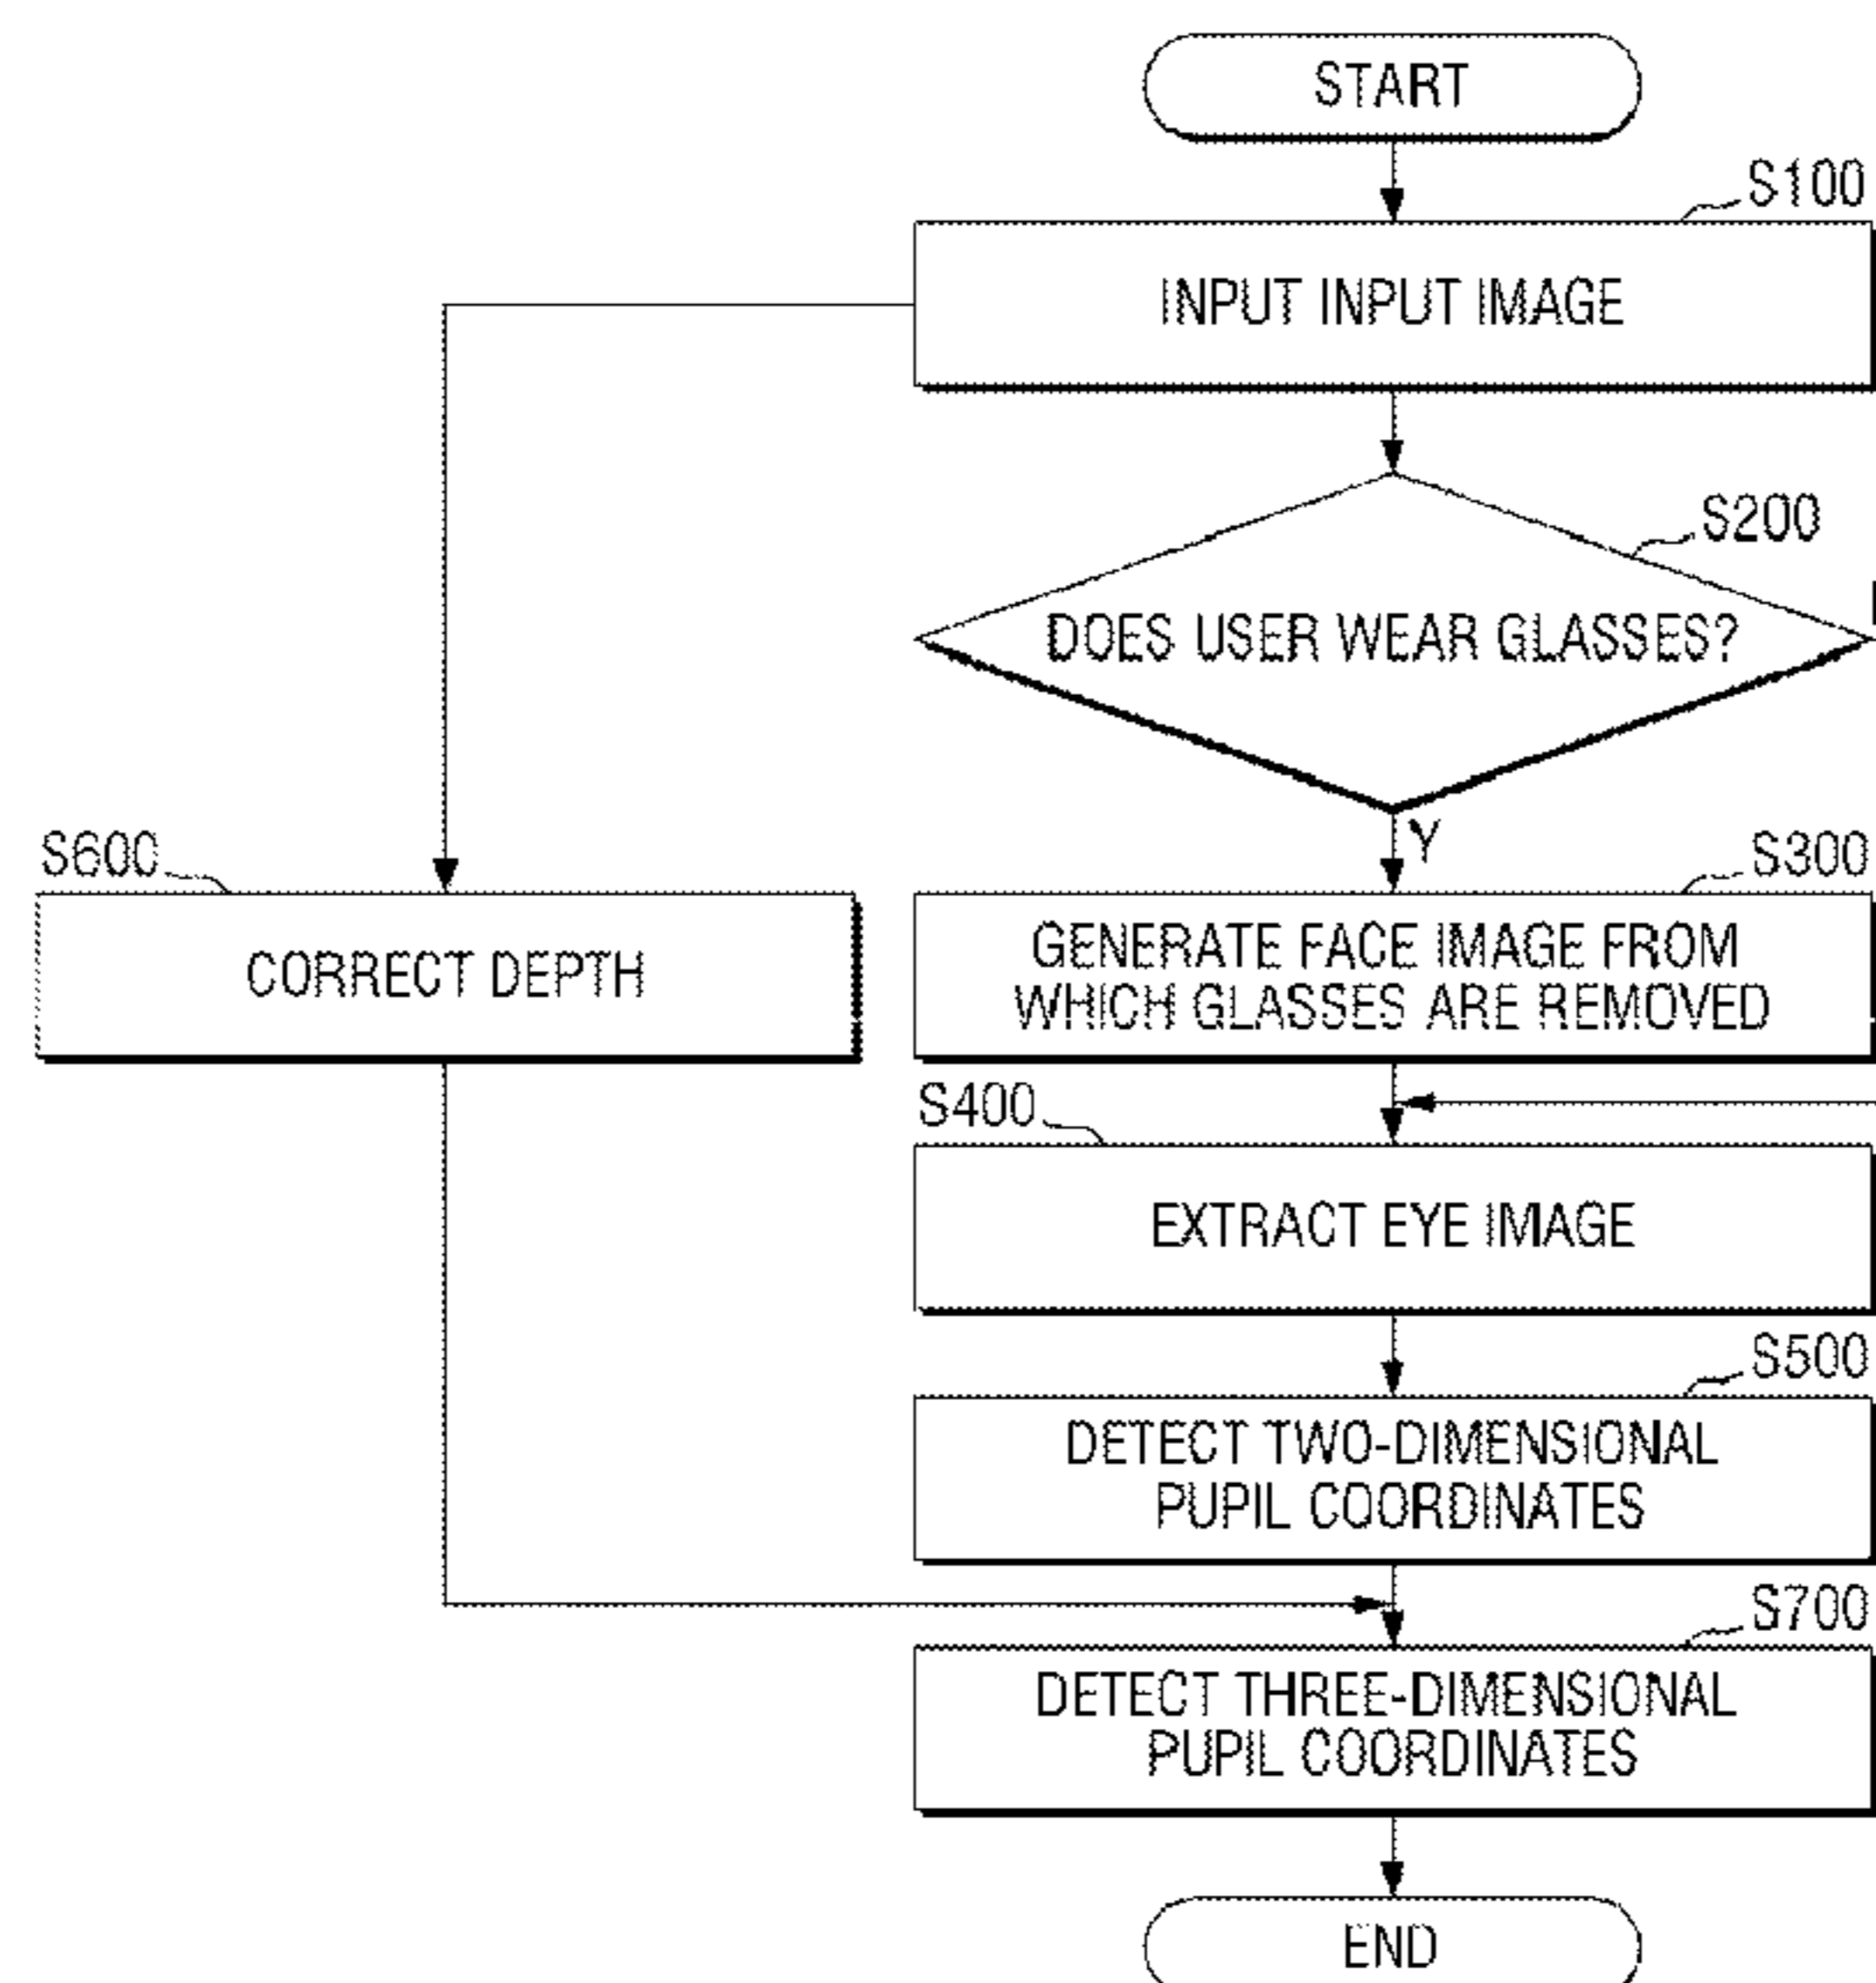 START
S100
INPUT INPUT IMAGE
S200
DOES USER WEAR GLASSES?
Y
S600
CORRECT DEPTH
S300
GENERATE FACE IMAGE FROM
WHICH GLASSES ARE REMOVED
S400
EXTRACT EYE IMAGE
S500
DETECT TWO-DIMENSIONAL
PUPIL COORDINATES
S700
DETECT THREE-DIMENSIONAL
PUPIL COORDINATES
END